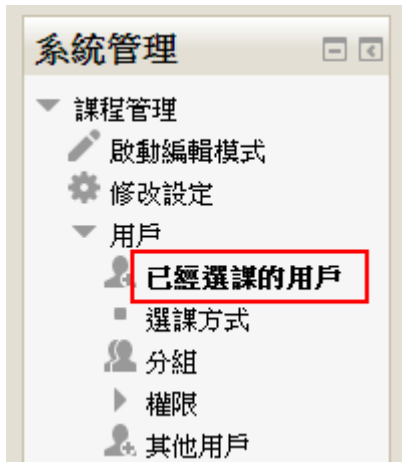 系統管理
課程管理
啟動編輯模式
修改設定
用戶
已經選課的用戶
選課方式
分組
權限
其他用戶